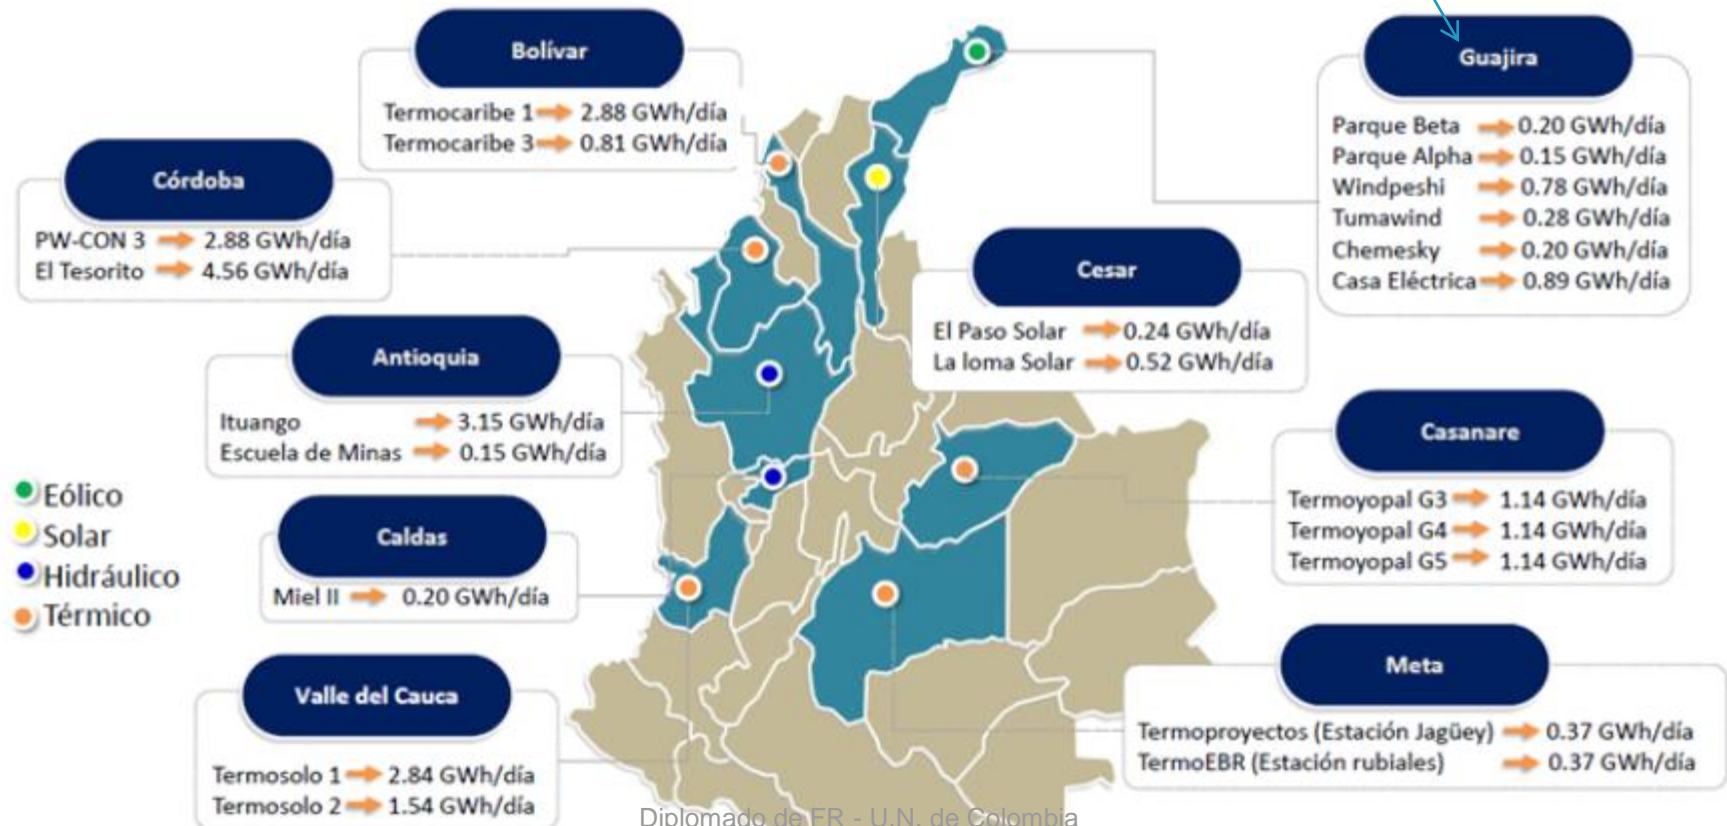 Bolívar
Termocaribe 1 2.88 GWh/día
Termocaribe 3 0.81 GWh/día
Guajira
Parque Beta 0.20 GWh/día
Parque Alpha 0.15 GWh/día
Windpeshi 0.78 GWh/día
Tumawind 0.28 GWh/día
Chemesky 0.20 GWh/día
Casa Eléctrica 0.89 GWh/día
Córdoba
PW-CON 3 2.88 GWh/día
El Tesorito 4.56 GWh/día
Cesar
El Paso Solar 0.24 GWh/día
La loma Solar 0.52 GWh/día
Antioquia
Ituango 3.15 GWh/día
Escuela de Minas 0.15 GWh/día
Casanare
Termoyopal G3 1.14 GWh/día
Termoyopal G4 1.14 GWh/día
Termoyopal G5 1.14 GWh/día
Eólico
Solar
Hidráulico
Térmico
Caldas
Miel II 0.20 GWh/día
Meta
Termoproyectos (Estación Jagüey) 0.37 GWh/día
TermoEBR (Estación rubiales) 0.37 GWh/día
Valle del Cauca
Termosolo 1 2.84 GWh/día
Termosolo 2 1.54 GWh/día
Diplomado de ER - U.N. de Colombia